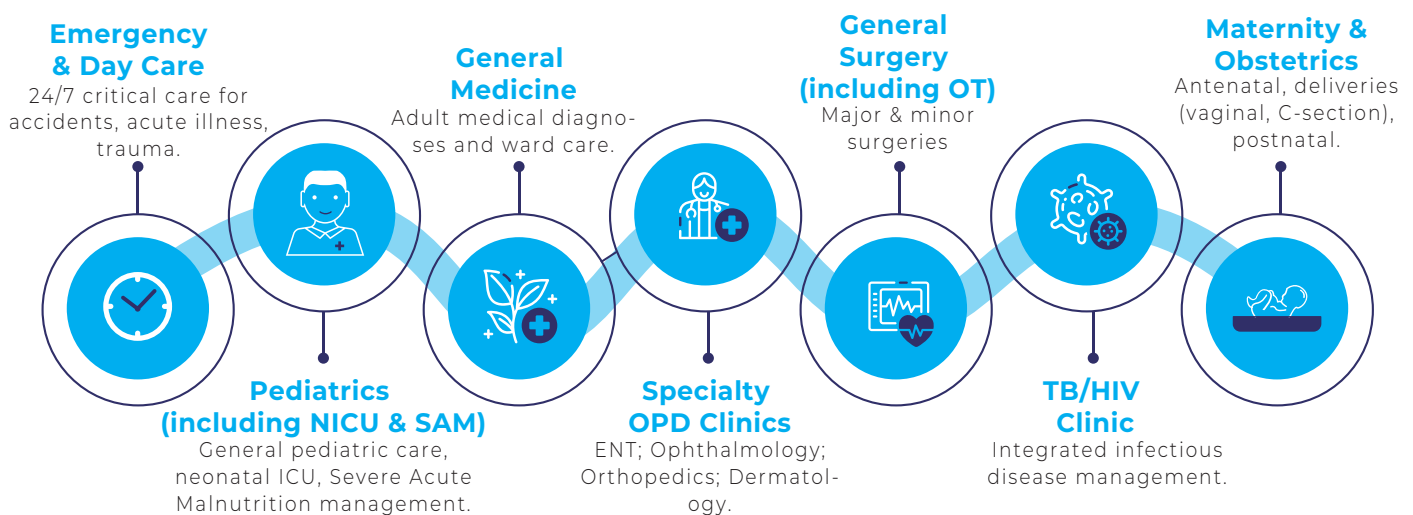 Emergency
& Day Care
24/7 critical care for
accidents, acute illness,
trauma.
Pediatrics
(including NICU & SAM)
General pediatric care,
neonatal ICU, Severe Acute
Malnutrition management.
General
Medicine
Adult medical diagno-
ses and ward care.
Specialty
OPD Clinics
ENT; Ophthalmology;
Orthopedics; Dermatol-
ogy.
General
Surgery
(including OT)
Major & minor
surgeries
TB/HIV
Clinic
Integrated infectious
disease management.
Maternity &
Obstetrics
Antenatal, deliveries
(vaginal, C-section),
postnatal.